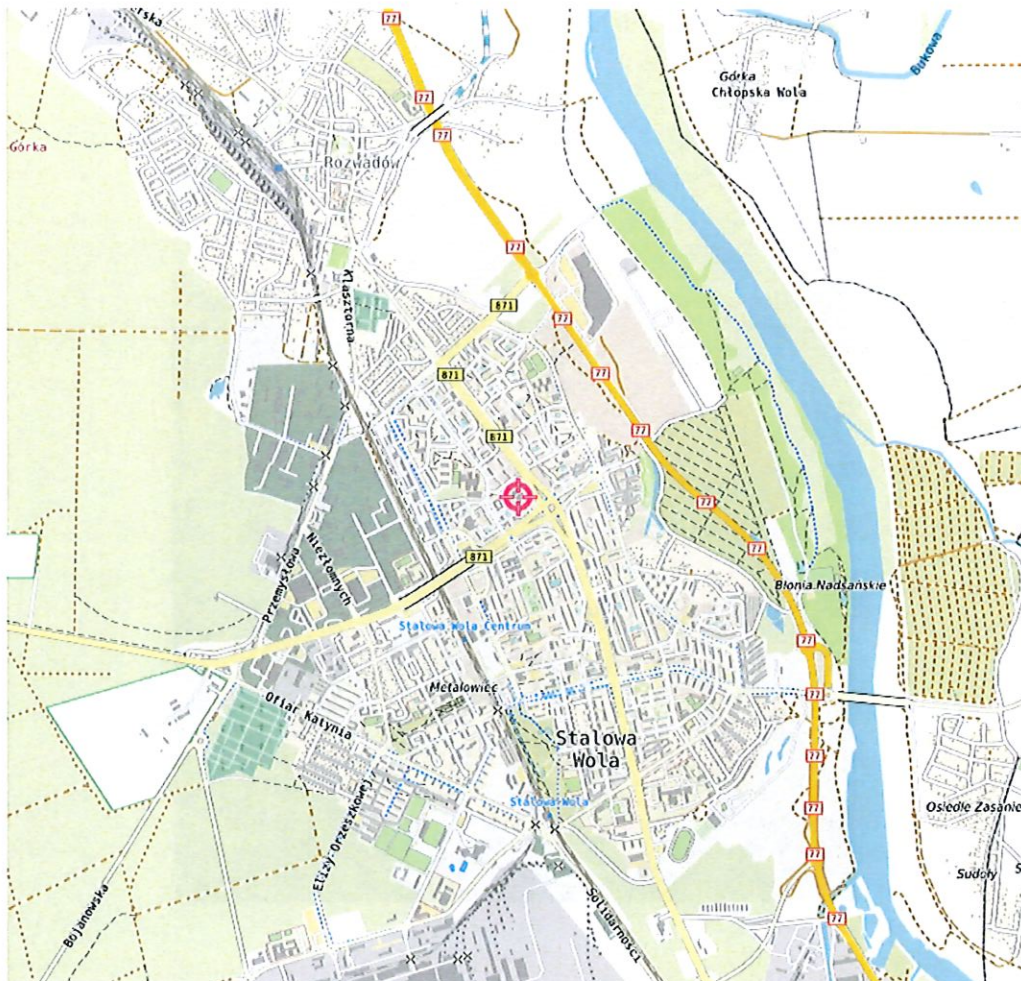 77
Bukowa
Górka
Chłopska Wola
77
77
Górka
Rozwadów
77
Klasztorna
871
77
77
871
77
871
77
Niezłomnych
77
871
Przemysłowa
Błonia Nadsańskie
Stalowa Wola Centrum
77
Metalowiec
77
Ofiar Katynia
Stalowa
Wola
77
Stalowa Wola
77
Osiedle Zasanie
Elizy Orzeszkowej
77
Sudoły
Bojanowska
Solidarności
77